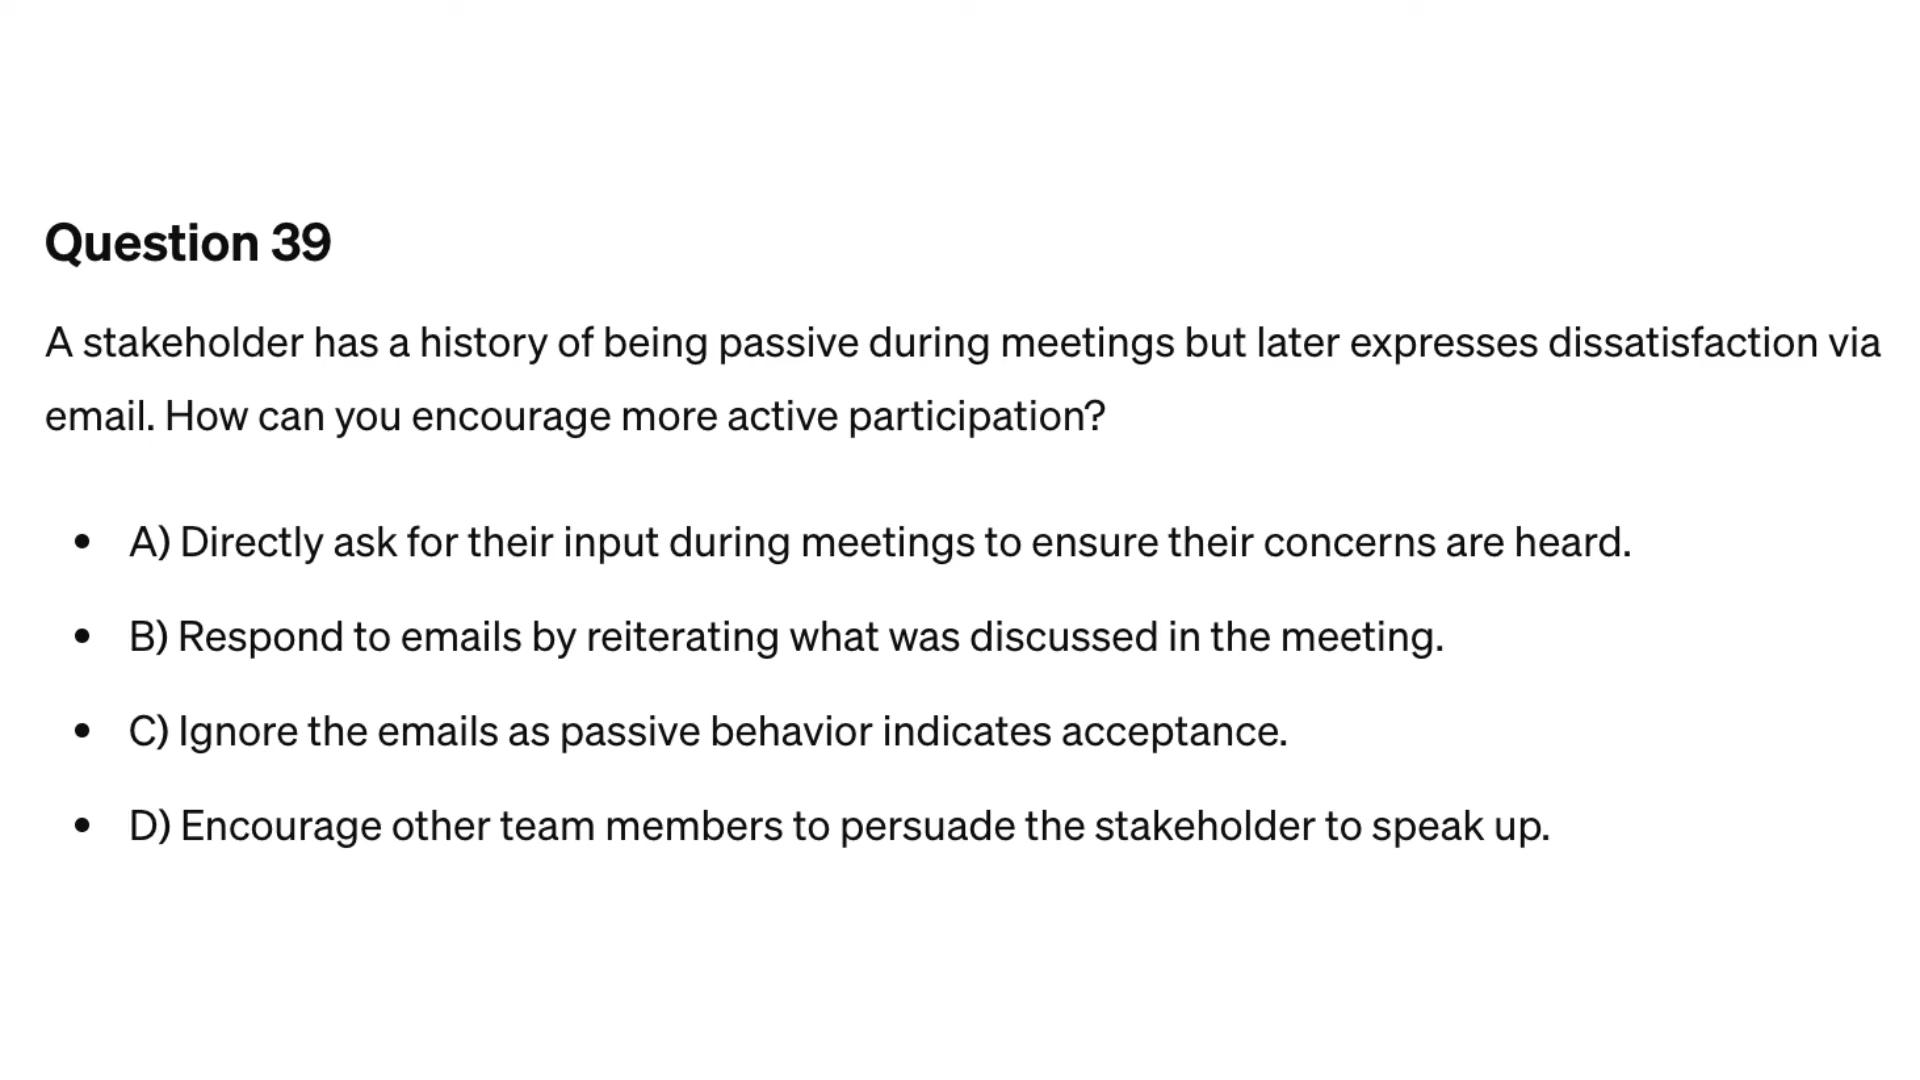 Question 39
A stakeholder has a history of being passive during meetings but later expresses dissatisfaction via
email. How can you encourage more active participation?
• A) Directly ask for their input during meetings to ensure their concerns are heard.
• B) Respond to emails by reiterating what was discussed in the meeting.
• C) Ignore the emails as passive behavior indicates acceptance.
• D) Encourage other team members to persuade the stakeholder to speak up.